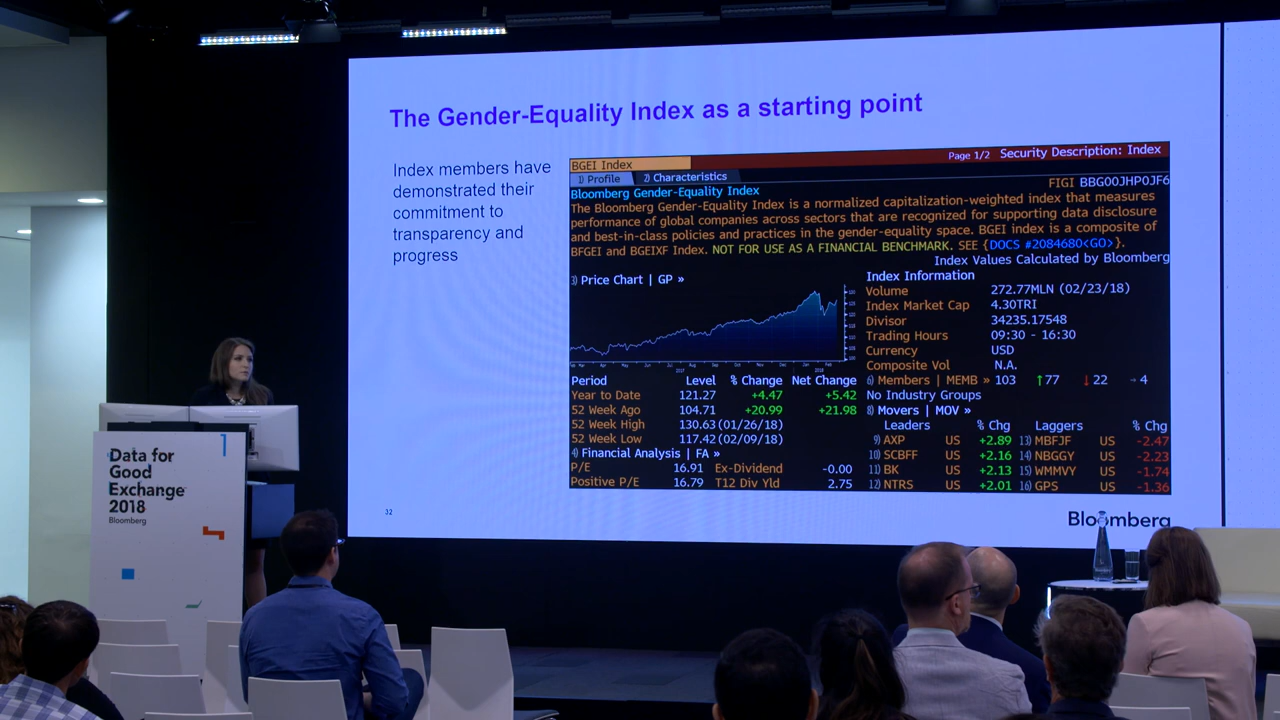 The Gender-Equality Index as a starting point
Index members have
demonstrated their
commitment to
transparency and
progress
BGEI Index
Page 1/2 Security Description: Index
1) Profile 2) Characteristics
Bloomberg Gender-Equality Index
FIGI BBG00JHP0JF6
The Bloomberg Gender-Equality Index is a normalized capitalization-weighted index that measures
performance of global companies across sectors that are recognized for supporting data disclosure
and best-in-class policies and practices in the gender-equality space. BGEI index is a composite of
BFGEI and BGEIXF Index. NOT FOR USE AS A FINANCIAL BENCHMARK. SEE {DOCS #2084680<GO>}.
Index Values Calculated by Bloomberg
3) Price Chart | GP »
Index Information
Volume 272.77MLN (02/23/18)
Index Market Cap 4.30TRI
Divisor 34235.17548
Trading Hours 09:30 - 16:30
Currency USD
Composite Vol N.A.
6) Members | MEMB » 103 ↑77 ↓22 →4
No Industry Groups
8) Movers | MOV »
Leaders % Chg Laggers % Chg
9) AXP US +2.89 13) MBFJF US -2.47
10) SCBFF US +2.16 14) NBGGY US -2.23
11) BK US +2.13 15) WMMVY US -1.74
12) NTRS US +2.01 16) GPS US -1.36
Period Level % Change Net Change
Year to Date 121.27 +4.47 +5.42
52 Week Ago 104.71 +20.99 +21.98
52 Week High 130.63 (01/26/18)
52 Week Low 117.42 (02/09/18)
4) Financial Analysis | FA »
P/E 16.91 Ex-Dividend -0.00
Positive P/E 16.79 T12 Div Yld 2.75
32
Bloomberg
Data for
Good
Exchange
2018
Bloomberg